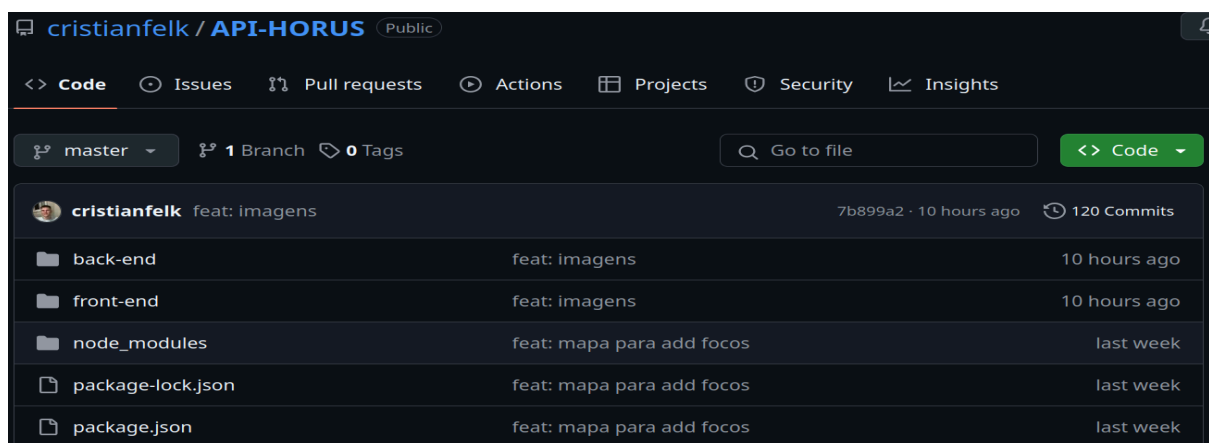 cristianfelk / API-HORUS Public
Code Issues Pull requests Actions Projects Security Insights
master 1 Branch 0 Tags Go to file Code
cristianfelk feat: imagens 7b899a2 · 10 hours ago 120 Commits
back-end feat: imagens 10 hours ago
front-end feat: imagens 10 hours ago
node_modules feat: mapa para add focos last week
package-lock.json feat: mapa para add focos last week
package.json feat: mapa para add focos last week